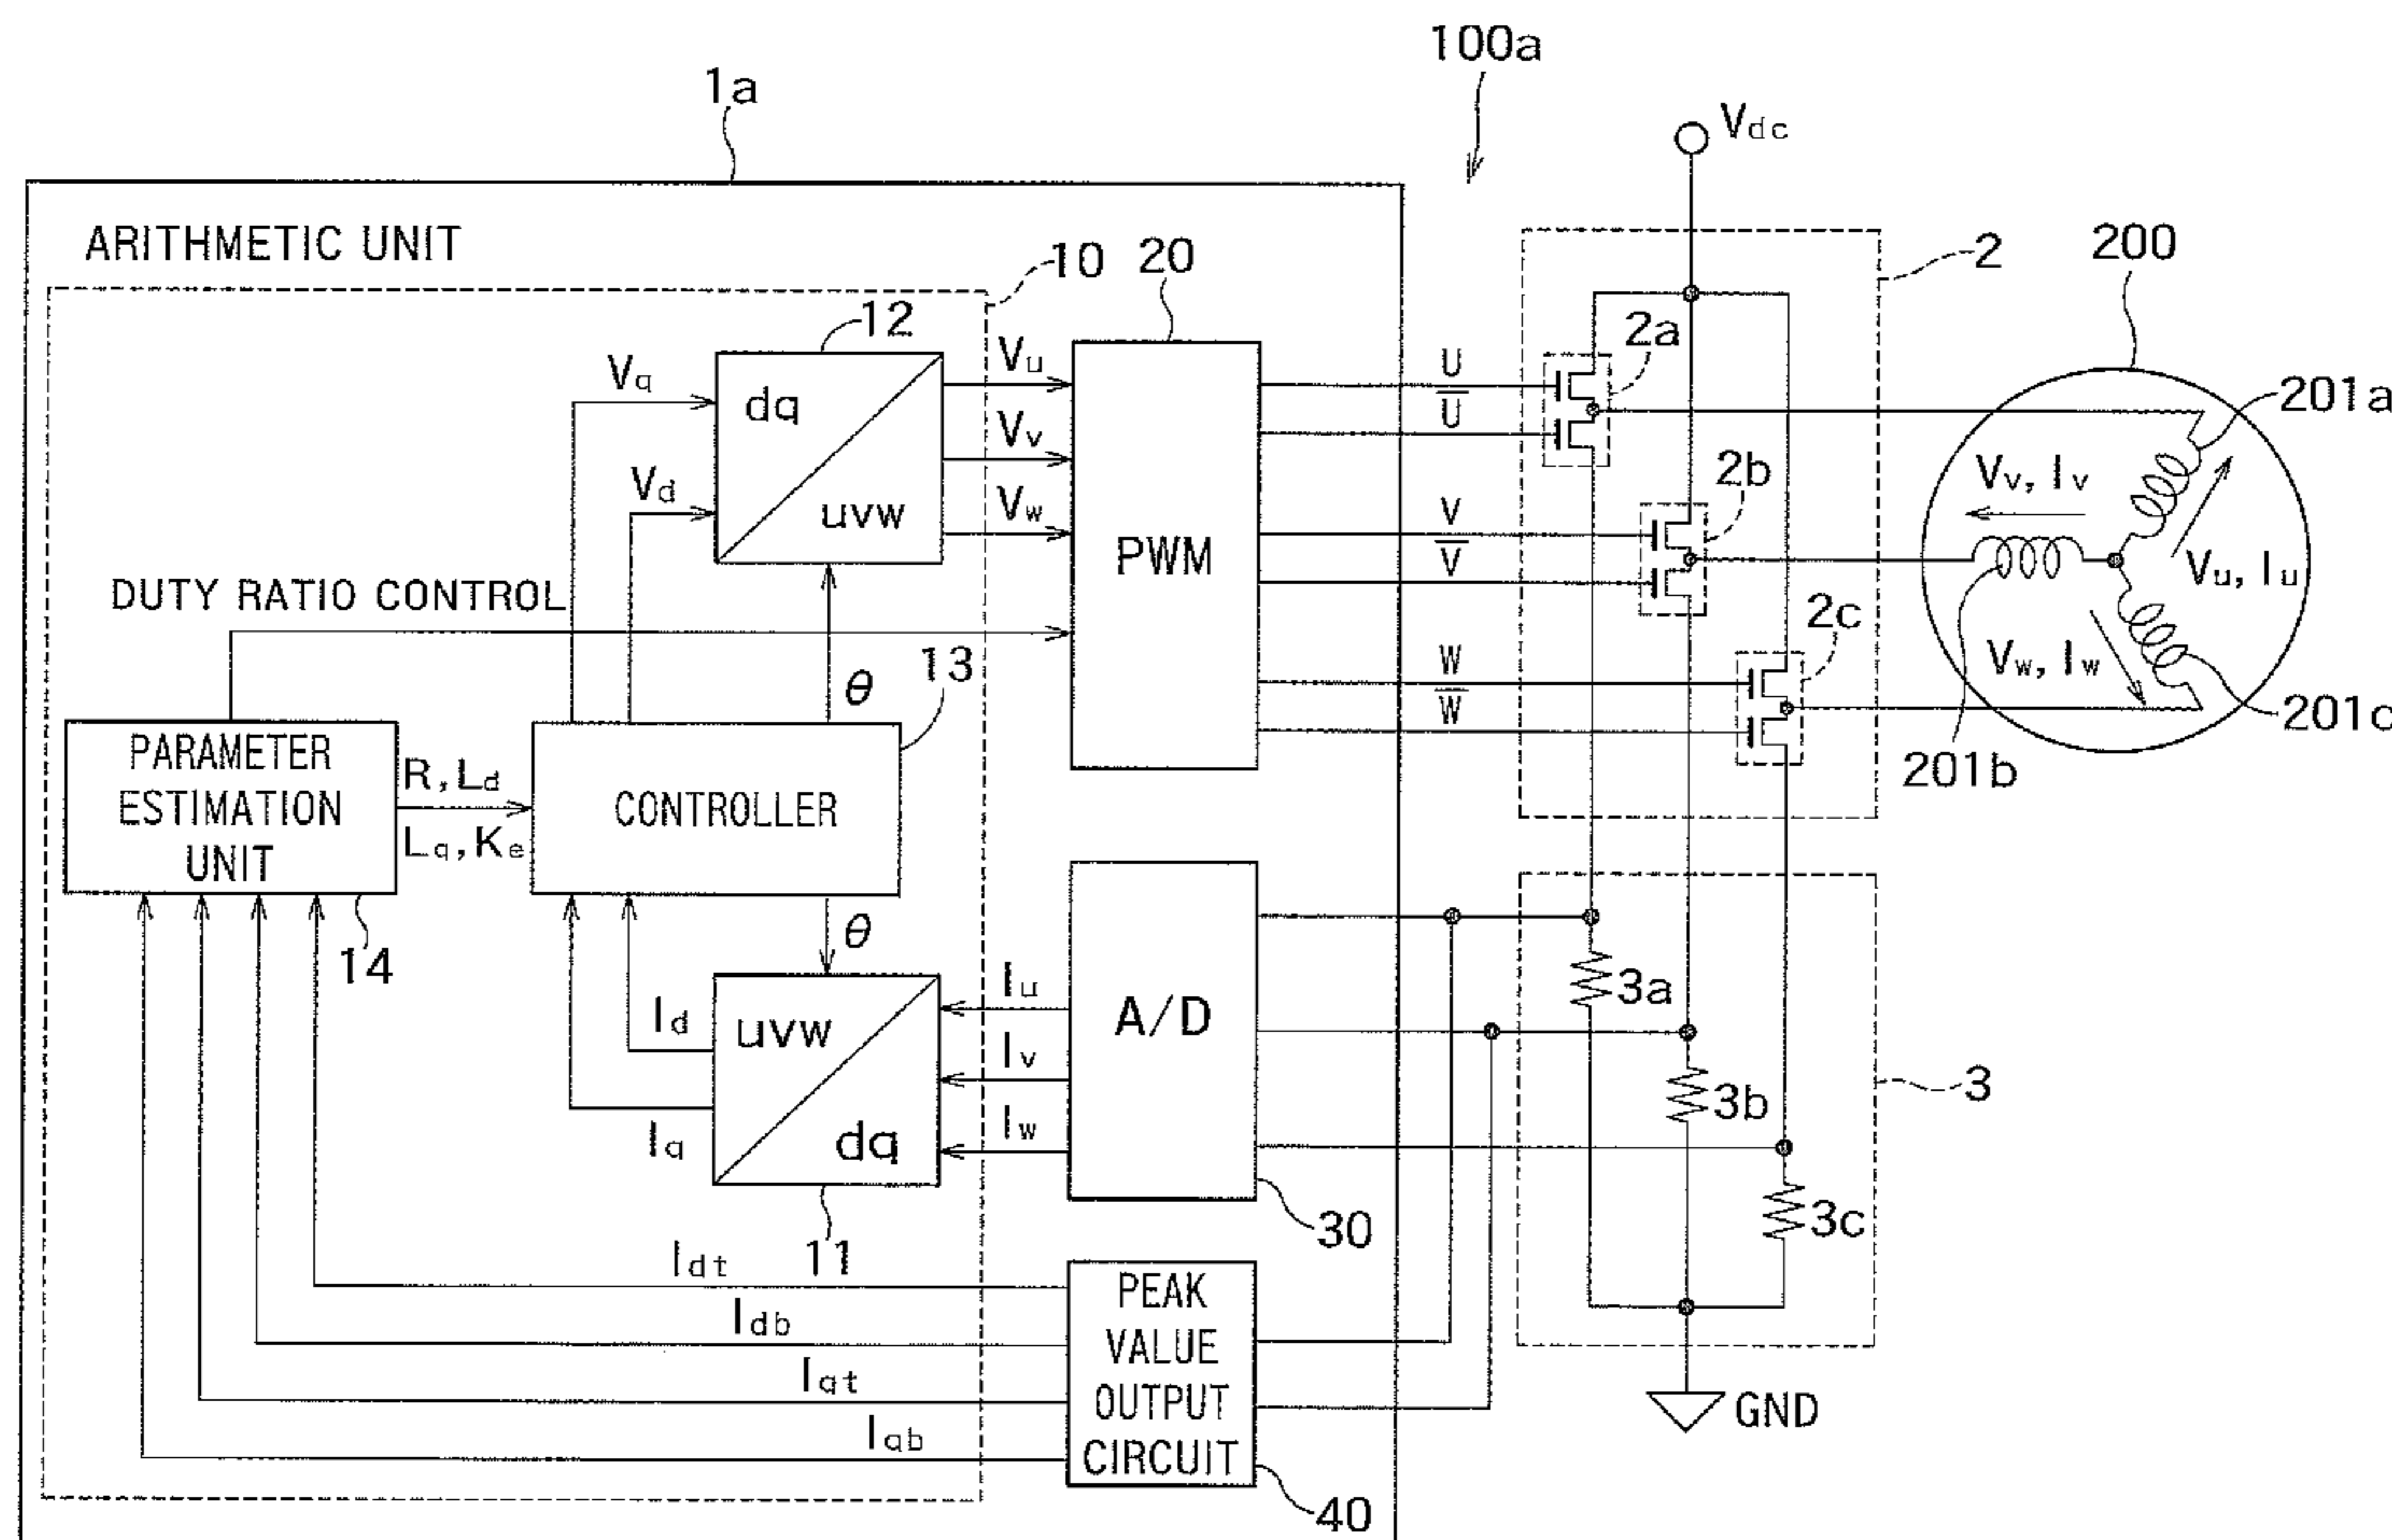 100a
1a
Vdc
ARITHMETIC UNIT
10
20
2
200
12
2a
Vq
dq
uvw
Vu
U
U̅
201a
Vv
Vd
2b
Vv, Iv
Vw
V
V̅
PWM
Vu, Iu
DUTY RATIO CONTROL
2c
Vw, Iw
θ
13
W
W̅
201c
201b
PARAMETER
ESTIMATION
UNIT
R, Ld
Lq, Ke
CONTROLLER
14
θ
Iu
A/D
3a
Id
uvw
dq
Iv
3b
3
Iq
Iw
11
30
3c
Idt
PEAK
VALUE
OUTPUT
CIRCUIT
Idb
Iqt
GND
Iqb
40